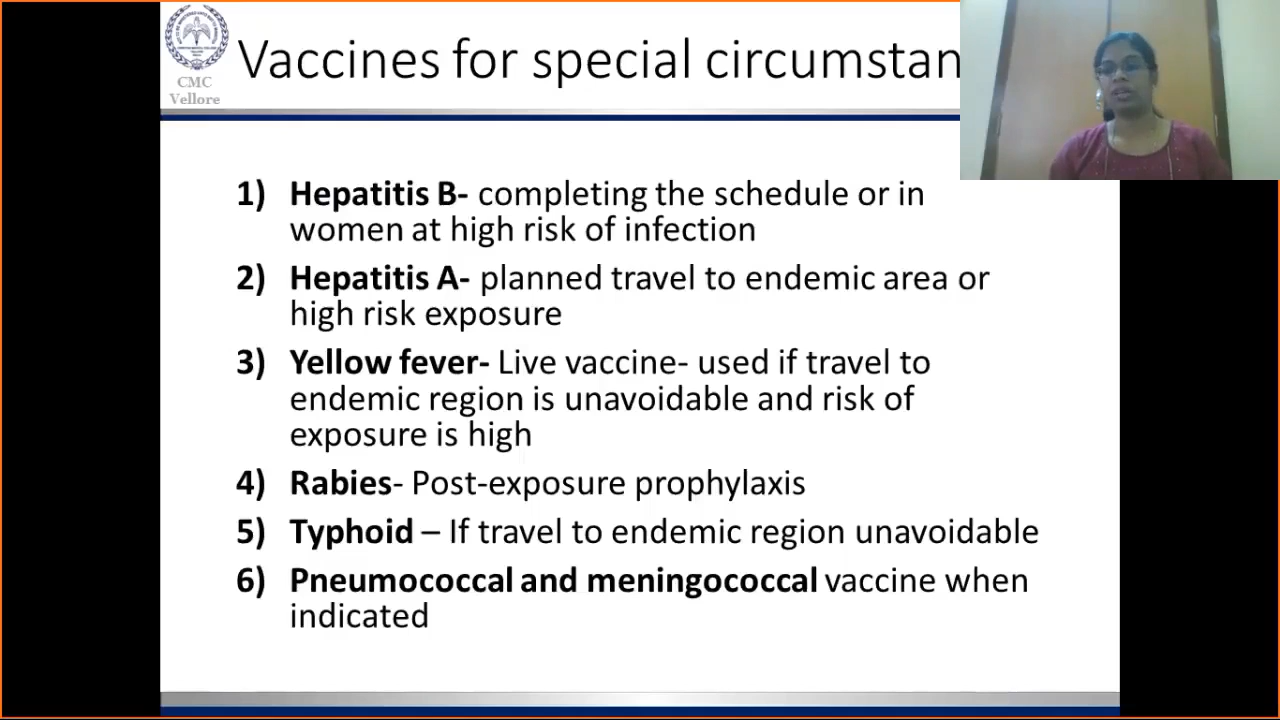 Vaccines for special circumstan
CMC
Vellore
1) Hepatitis B- completing the schedule or in
women at high risk of infection
2) Hepatitis A- planned travel to endemic area or
high risk exposure
3) Yellow fever- Live vaccine- used if travel to
endemic region is unavoidable and risk of
exposure is high
4) Rabies- Post-exposure prophylaxis
5) Typhoid – If travel to endemic region unavoidable
6) Pneumococcal and meningococcal vaccine when
indicated